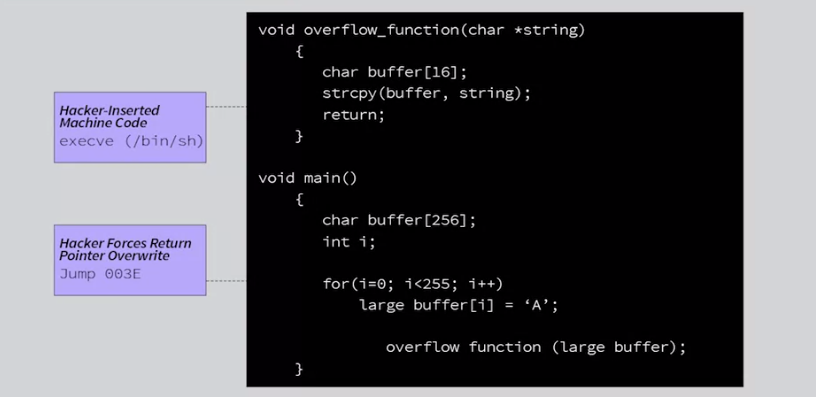 void overflow_function(char *string)
{
char buffer[16];
strcpy(buffer, string);
return;
}
Hacker-Inserted
Machine Code
execve (/bin/sh)
void main()
{
char buffer[256];
int i;
for(i=0; i<255; i++)
large buffer[i] = ‘A’;
overflow function (large buffer);
}
Hacker Forces Return
Pointer Overwrite
Jump 003E